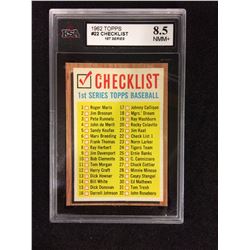 KSA
1962 TOPPS
#22 CHECKLIST
1ST SERIES
8.5
NMM+
CHECKLIST
1st SERIES TOPPS BASEBALL
1 Roger Maris
2 Jim Brosnan
3 Pete Runnels
4 John de Merit
5 Sandy Koufax
6 Marv Breeding
7 Frank Thomas
8 Ray Herbert
9 Jim Davenport
10 Bob Clemente
11 Tom Morgan
12 Harry Craft
13 Dick Howser
14 Bill White
15 Dick Donovan
16 Darrell Johnson
17 Johnny Callison
18 Mgrs.' Dream
19 Ray Washburn
20 Rocky Colavito
21 Jim Kaat
22 Check List 1
23 Norm Larker
24 Tigers Team
25 Ernie Banks
26 C. Cannizzaro
27 Chuck Cottier
28 Minnie Minoso
29 Casey Stengel
30 Ed Mathews
31 Tom Tresh
32 John Roseboro